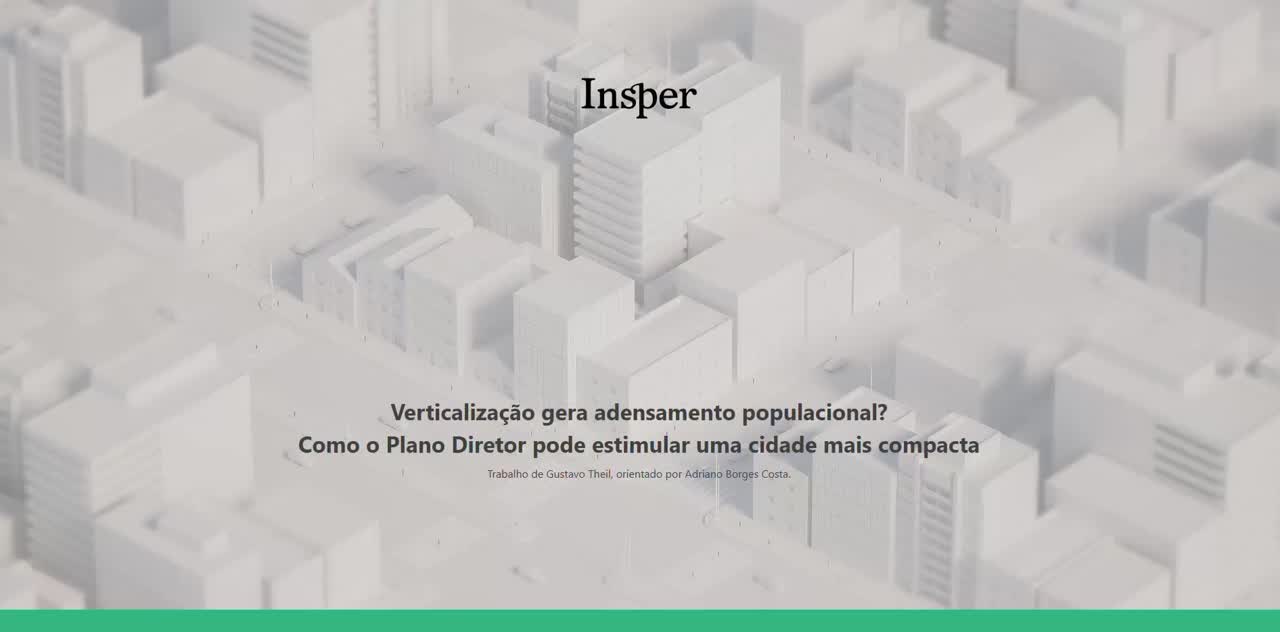 Insper
Verticalização gera adensamento populacional?
Como o Plano Diretor pode estimular uma cidade mais compacta
Trabalho de Gustavo Theil, orientado por Adriano Borges Costa.